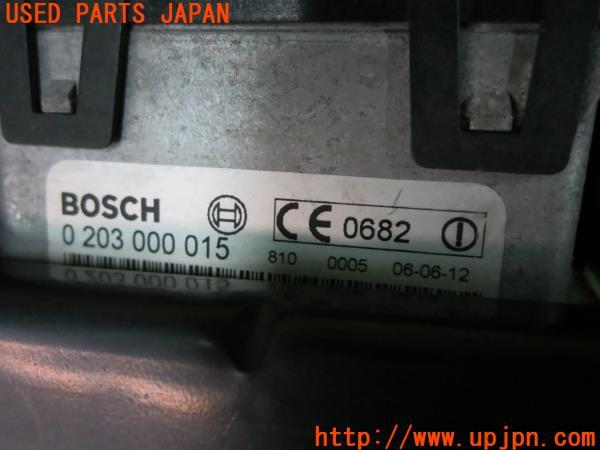 USED PARTS JAPAN
BOSCH
CE 0682
0 203 000 015
810 0005 06-06-12
http://www.upjpn.com/